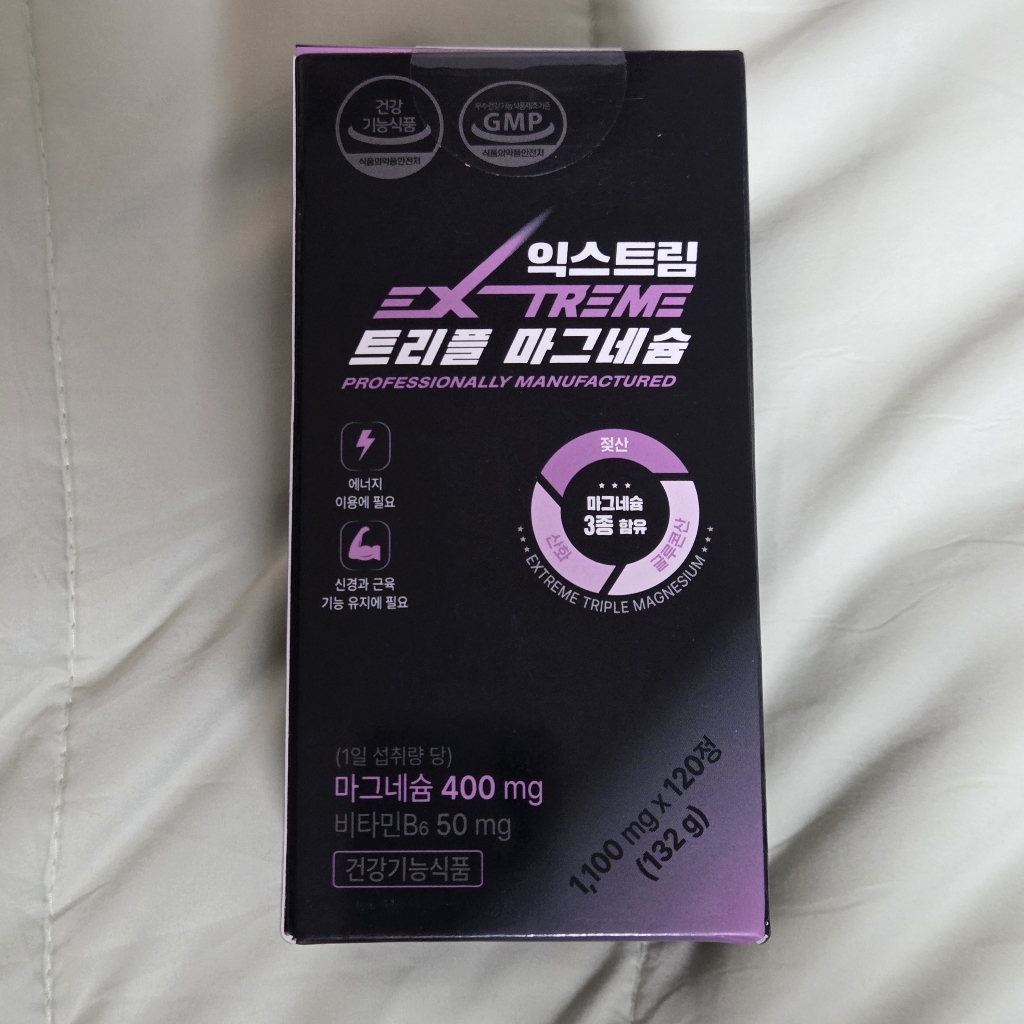 건강
기능식품
식품의약품안전처
우수건강기능식품제조기준
GMP
식품의약품안전처
익스트림
EXTREME
트리플 마그네슘
PROFESSIONALLY MANUFACTURED
에너지
이용에 필요
신경과 근육
기능 유지에 필요
젖산
마그네슘
3종 함유
산화
글루콘산
EXTREME TRIPLE MAGNESIUM
(1일 섭취량 당)
마그네슘 400 mg
비타민B₆ 50 mg
건강기능식품
1,100 mg x 120정
(132 g)